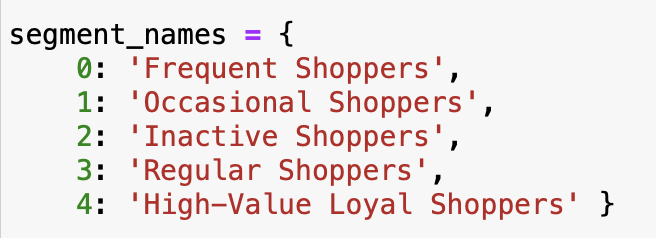 segment_names = {
    0: 'Frequent Shoppers',
    1: 'Occasional Shoppers',
    2: 'Inactive Shoppers',
    3: 'Regular Shoppers',
    4: 'High-Value Loyal Shoppers' }